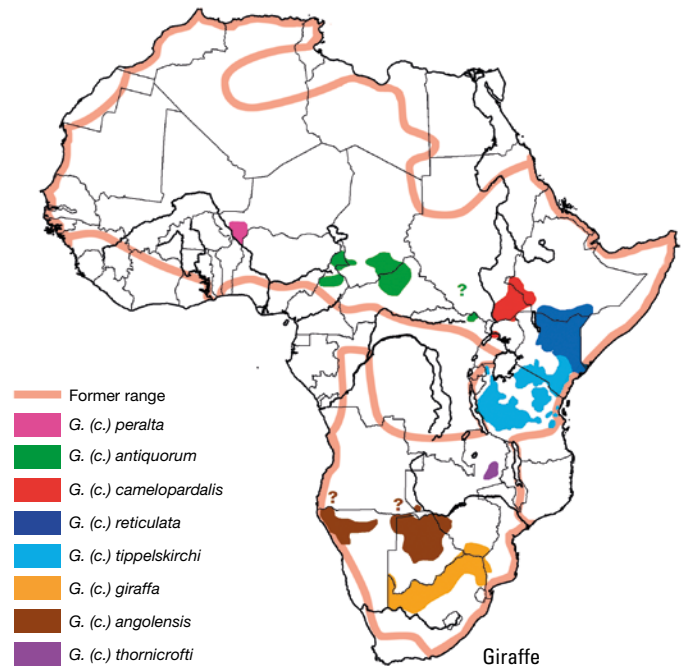 ?
?
?
Former range
G. (c.) peralta
G. (c.) antiquorum
G. (c.) camelopardalis
G. (c.) reticulata
G. (c.) tippelskirchi
G. (c.) giraffa
G. (c.) angolensis
G. (c.) thornicrofti
Giraffe